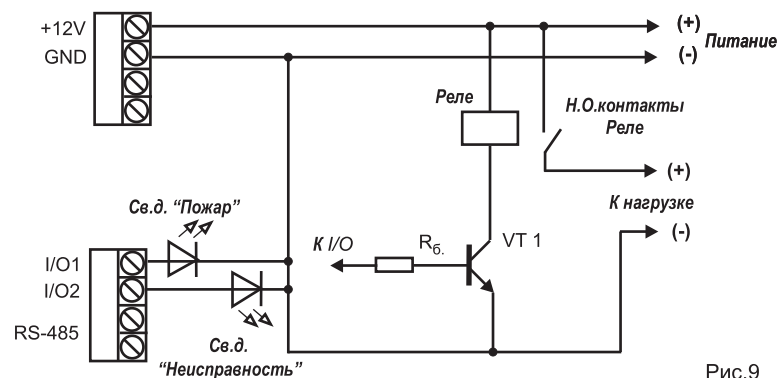 +12V
(+)
Питание
GND
(-)
Реле
Н.О.контакты
Реле
(+)
Св.д. “Пожар”
К нагрузке
К I/O
Rб.
VT 1
(-)
I/O1
I/O2
RS-485
Св.д.
“Неисправность”
Рис.9